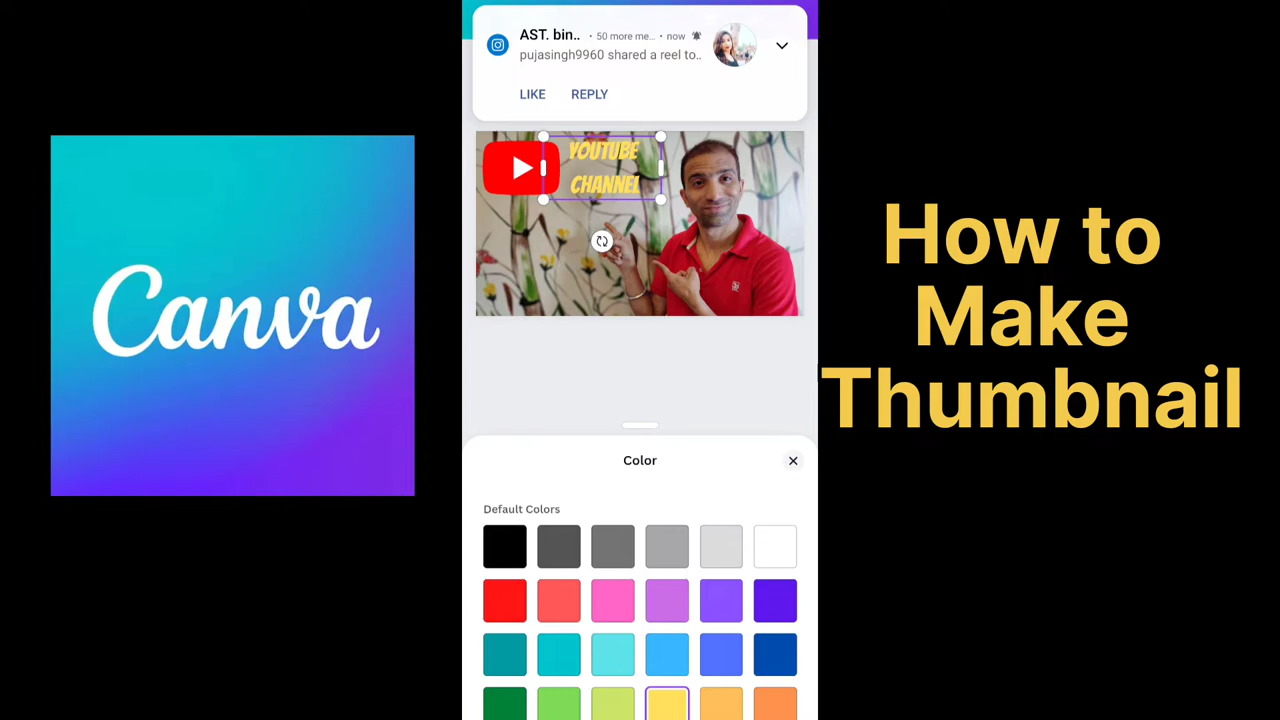 Canva
AST. bin.. • 50 more me... • now
pujasingh9960 shared a reel to..
LIKE REPLY
YOUTUBE
CHANNEL
Color
Default Colors
How to
Make
Thumbnail